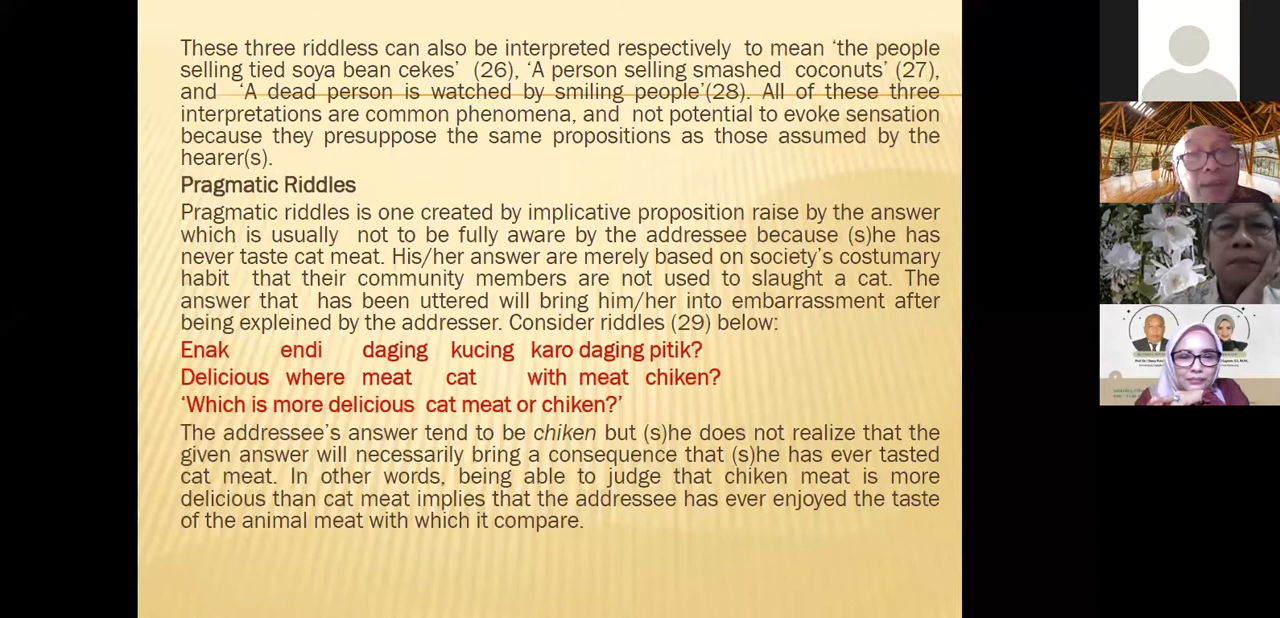 These three riddless can also be interpreted respectively to mean ‘the people
selling tied soya bean cekes’ (26), ‘A person selling smashed coconuts’ (27),
and ‘A dead person is watched by smiling people’(28). All of these three
interpretations are common phenomena, and not potential to evoke sensation
because they presuppose the same propositions as those assumed by the
hearer(s).
Pragmatic Riddles
Pragmatic riddles is one created by implicative proposition raise by the answer
which is usually not to be fully aware by the addressee because (s)he has
never taste cat meat. His/her answer are merely based on society’s costumary
habit that their community members are not used to slaught a cat. The
answer that has been uttered will bring him/her into embarrassment after
being expleined by the addresser. Consider riddles (29) below:
Enak endi daging kucing karo daging pitik?
Delicious where meat cat with meat chicken?
‘Which is more delicious cat meat or chiken?’
The addressee’s answer tend to be chiken but (s)he does not realize that the
given answer will necessarily bring a consequence that (s)he has ever tasted
cat meat. In other words, being able to judge that chiken meat is more
delicious than cat meat implies that the addressee has ever enjoyed the taste
of the animal meat with which it compare.